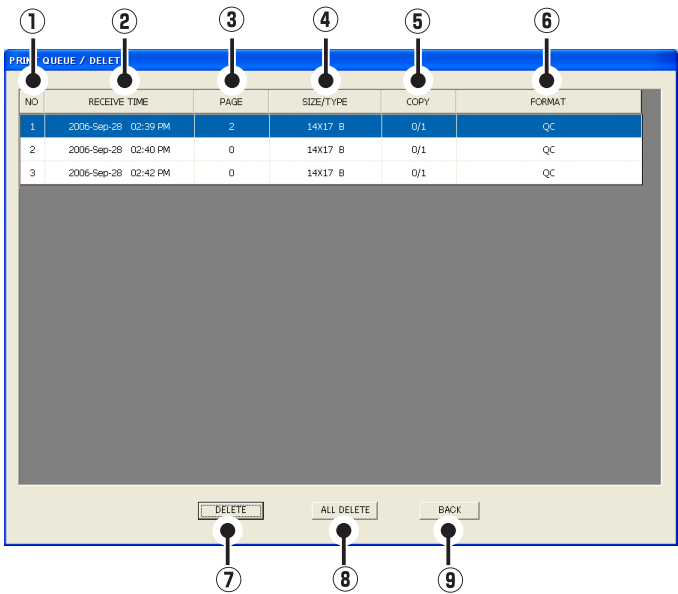 ① ② ③ ④ ⑤ ⑥
PRINT QUEUE / DELETE
NO RECEIVE TIME PAGE SIZE/TYPE COPY FORMAT
1 2006-Sep-28 02:39 PM 2 14X17 B 0/1 QC
2 2006-Sep-28 02:40 PM 0 14X17 B 0/1 QC
3 2006-Sep-28 02:42 PM 0 14X17 B 0/1 QC
DELETE ALL DELETE BACK
⑦ ⑧ ⑨